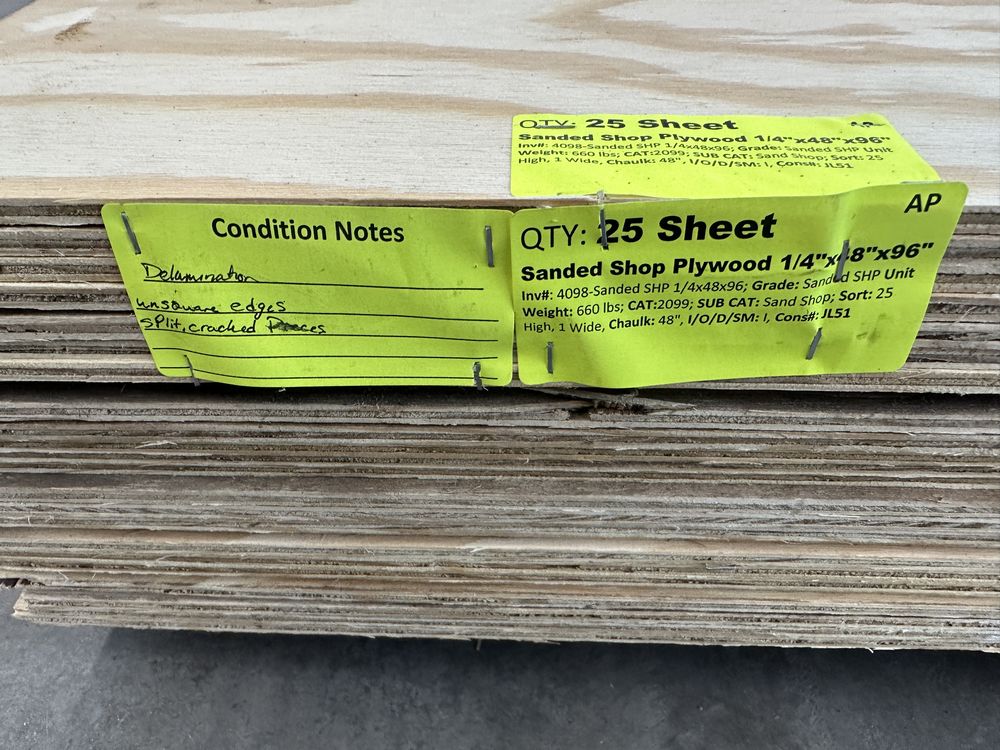 QTY: 25 Sheet
AP
Sanded Shop Plywood 1/4"x48"x96"
Inv#: 4098-Sanded SHP 1/4x48x96; Grade: Sanded SHP Unit
Weight: 660 lbs; CAT:2099; SUB CAT: Sand Shop; Sort: 25
High, 1 Wide, Chaulk: 48", I/O/D/SM: I, Cons#: JL51
Condition Notes
Delamination
unsquare edges
split, cracked Pieces
AP
QTY: 25 Sheet
Sanded Shop Plywood 1/4"x48"x96"
Inv#: 4098-Sanded SHP 1/4x48x96; Grade: Sanded SHP Unit
Weight: 660 lbs; CAT:2099; SUB CAT: Sand Shop; Sort: 25
High, 1 Wide, Chaulk: 48", I/O/D/SM: I, Cons#: JL51